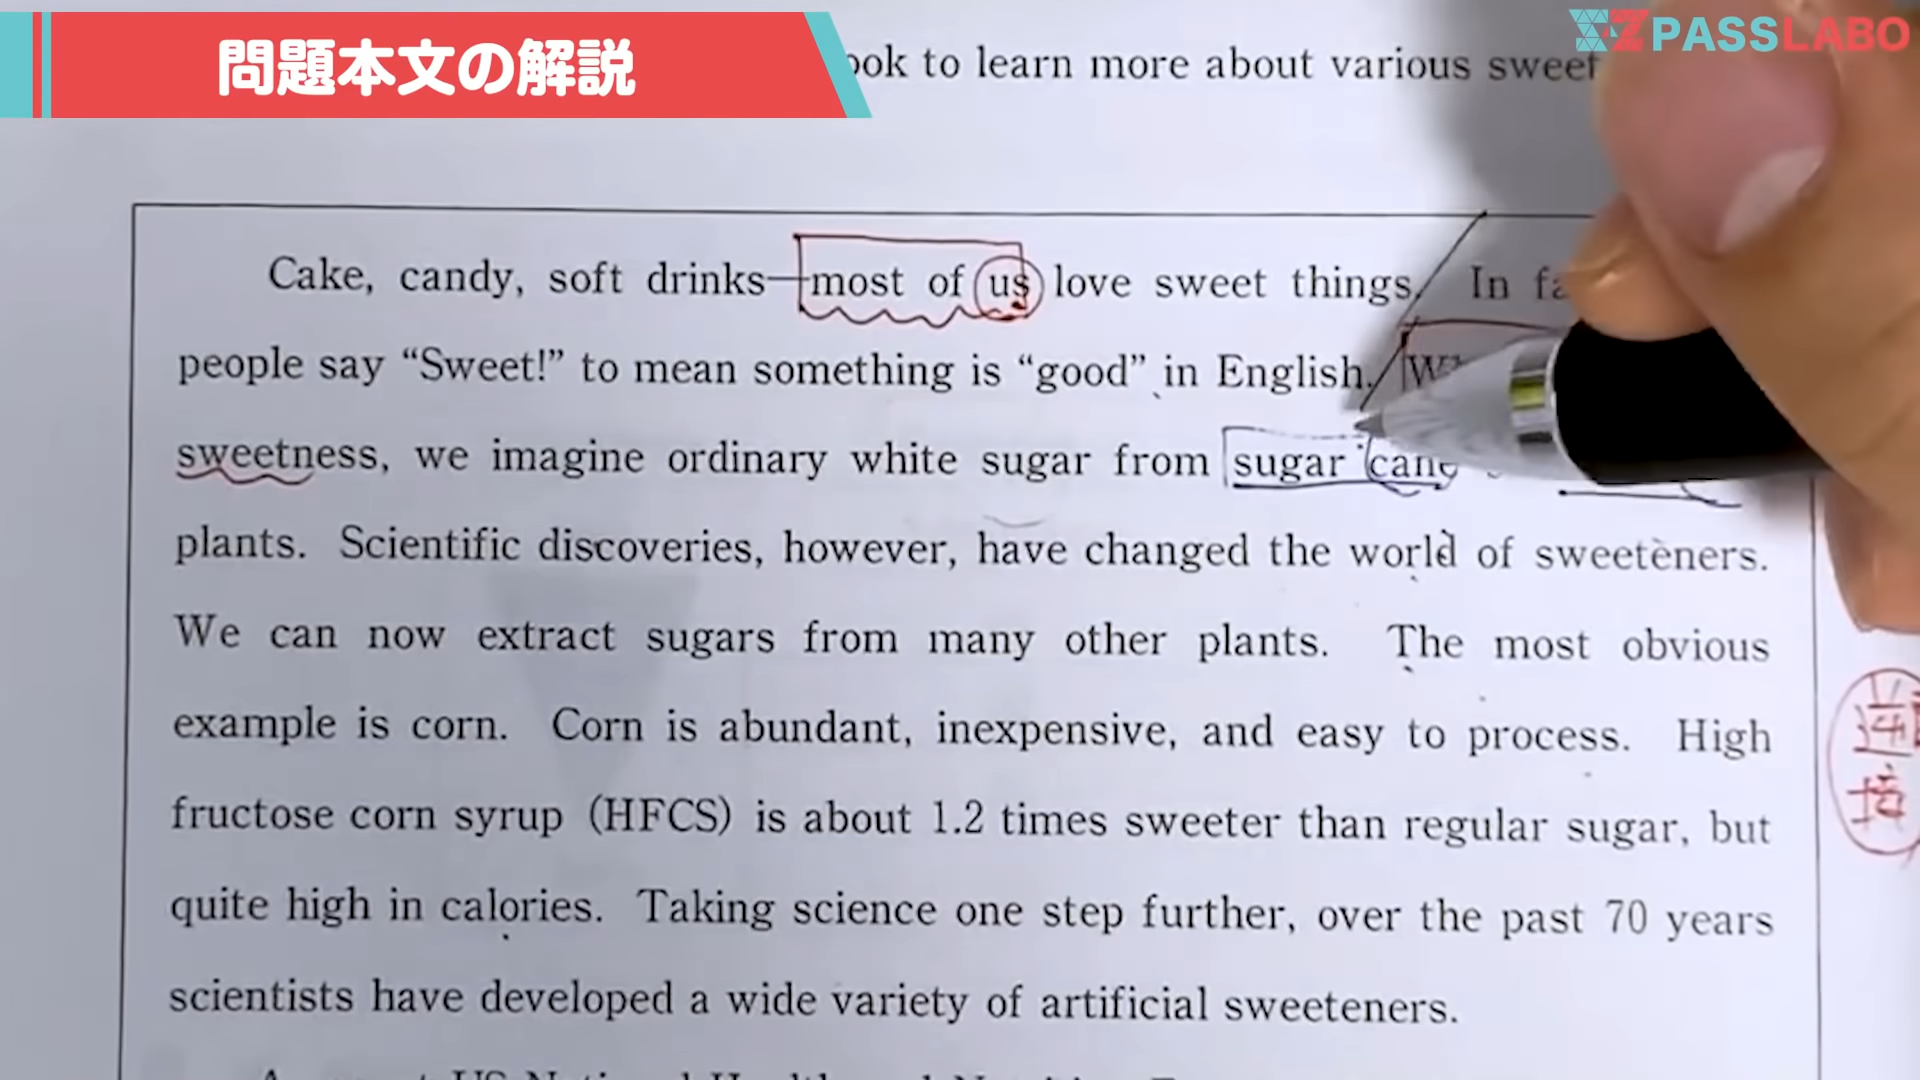 問題本文の解説
PASSLABO
to learn more about various
Cake, candy, soft drinks—most of us love sweet things. In
people say “Sweet!” to mean something is “good” in English.
sweetness, we imagine ordinary white sugar from sugar cane
plants. Scientific discoveries, however, have changed the world of sweeteners.
We can now extract sugars from many other plants. The most obvious
example is corn. Corn is abundant, inexpensive, and easy to process. High
fructose corn syrup (HFCS) is about 1.2 times sweeter than regular sugar, but
quite high in calories. Taking science one step further, over the past 70 years
scientists have developed a wide variety of artificial sweeteners.